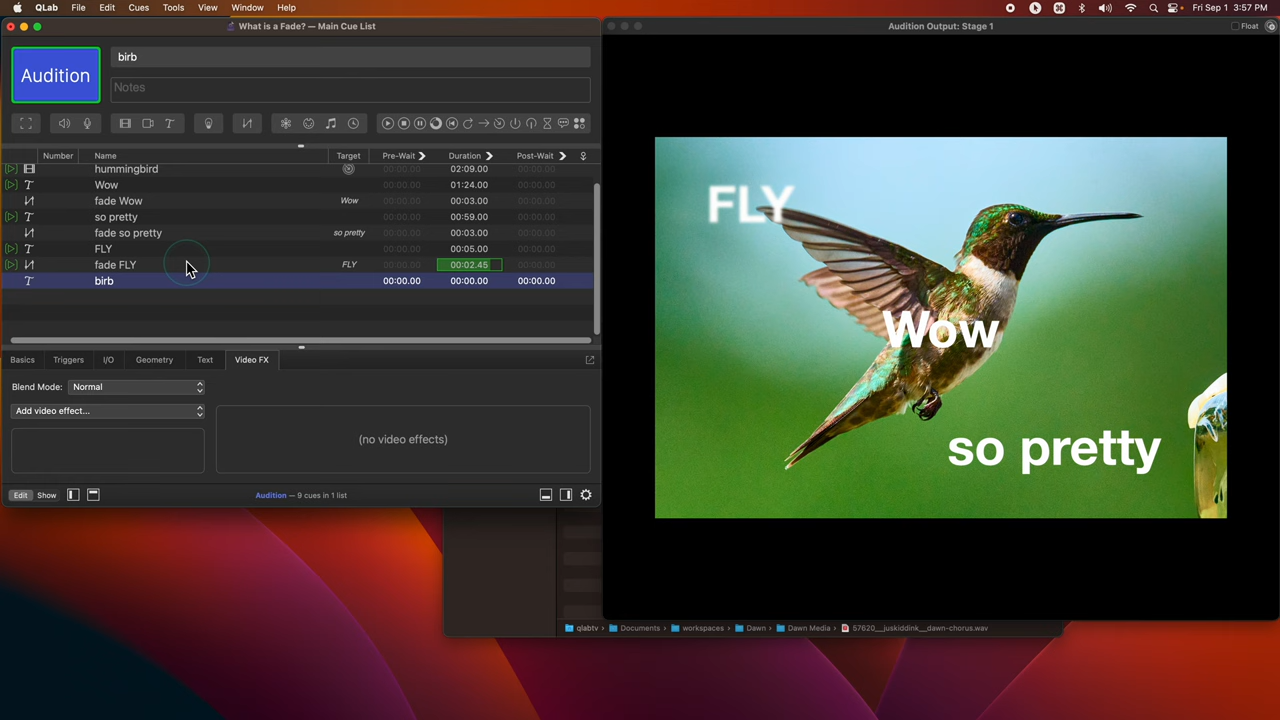 QLab File Edit Cues Tools View Window Help
Fri Sep 1 3:57 PM
What is a Fade? — Main Cue List
Audition Output: Stage 1
Float
Audition
birb
Notes
Number Name Target Pre-Wait Duration Post-Wait
hummingbird 00:00.00 02:09.00 00:00.00
Wow 00:00.00 01:24.00 00:00.00
fade Wow Wow 00:00.00 00:03.00 00:00.00
so pretty 00:00.00 00:59.00 00:00.00
fade so pretty so pretty 00:00.00 00:03.00 00:00.00
FLY 00:00.00 00:05.00 00:00.00
fade FLY FLY 00:00.00 00:02.45 00:00.00
birb 00:00.00 00:00.00 00:00.00
Basics Triggers I/O Geometry Text Video FX
Blend Mode: Normal
Add video effect...
(no video effects)
Edit Show
Audition — 9 cues in 1 list
FLY
Wow
so pretty
qlabtv › Documents › workspaces › Dawn › Dawn Media › 57620__juskiddink__dawn-chorus.wav